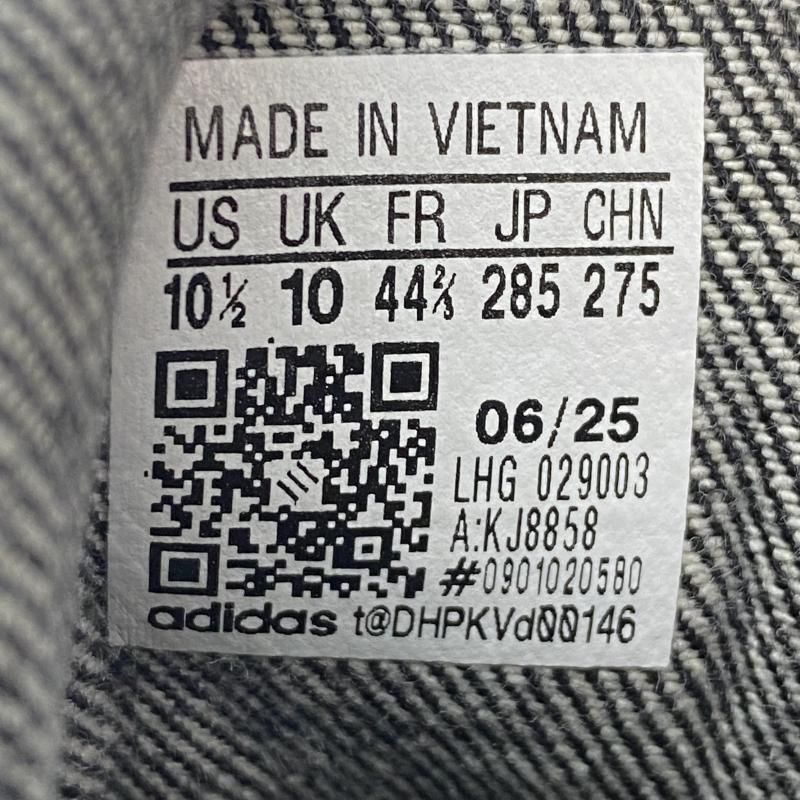 MADE IN VIETNAM
US UK FR JP CHN
10½ 10 44⅔ 285 275
06/25
LHG 029003
A:KJ8858
#0901020580
adidas t@DHPKVd00146